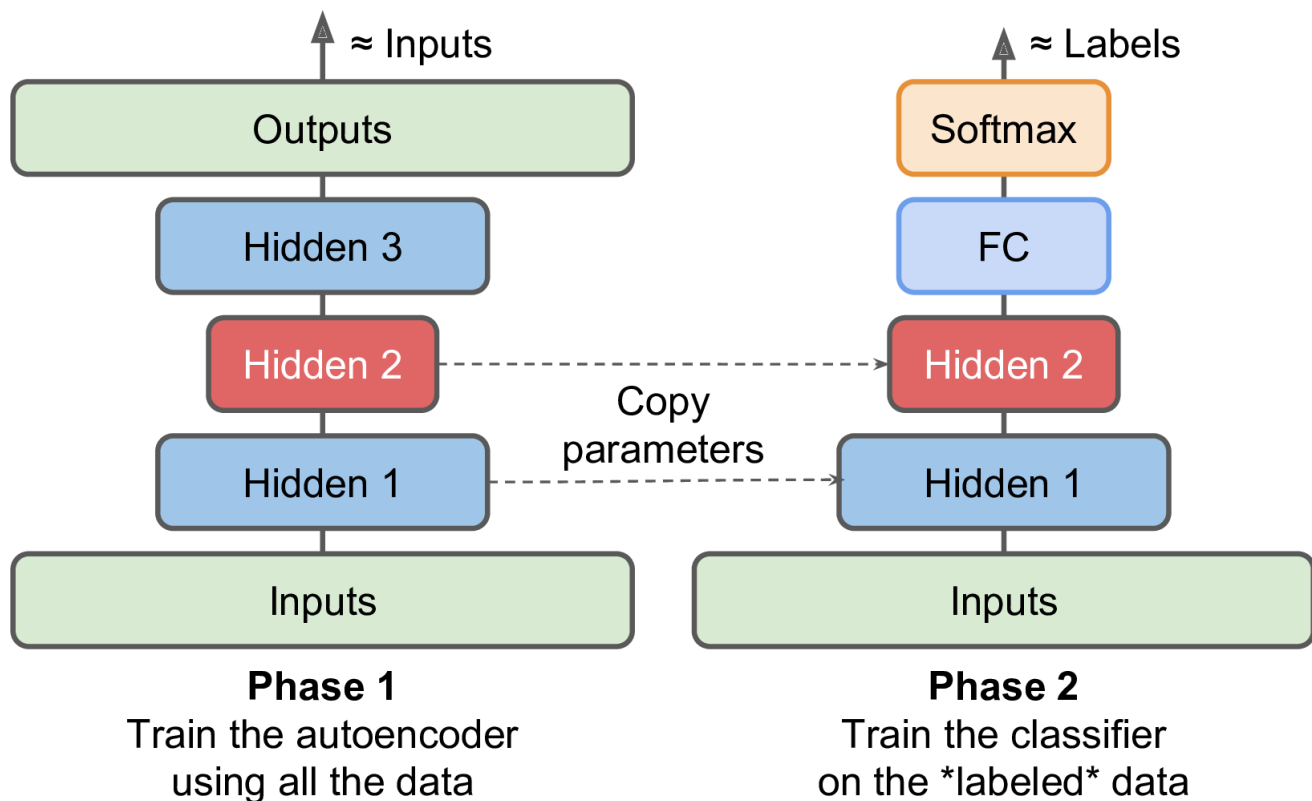 ≈ Inputs
Outputs
Hidden 3
Hidden 2
Hidden 1
Inputs
Phase 1
Train the autoencoder
using all the data
Copy
parameters
≈ Labels
Softmax
FC
Hidden 2
Hidden 1
Inputs
Phase 2
Train the classifier
on the *labeled* data